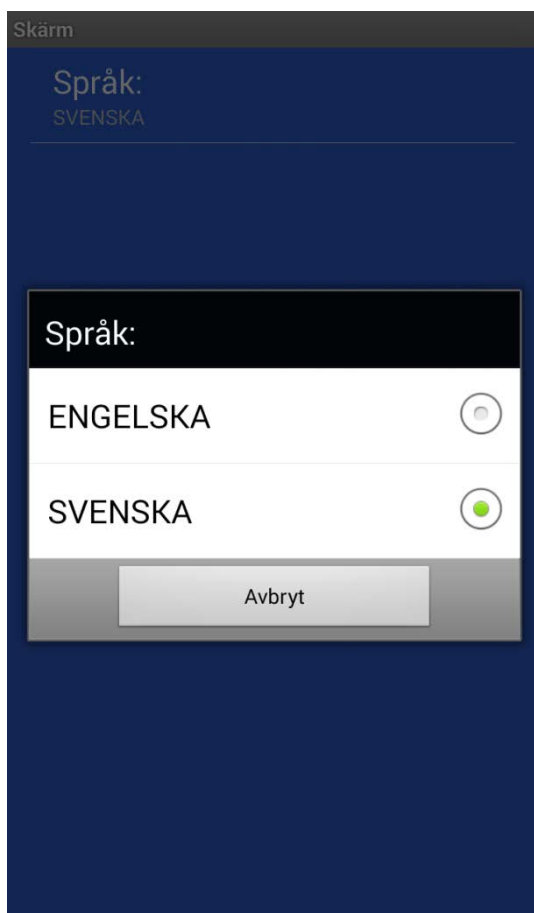 Skärm
Språk:
SVENSKA
Språk:
ENGELSKA
SVENSKA
Avbryt